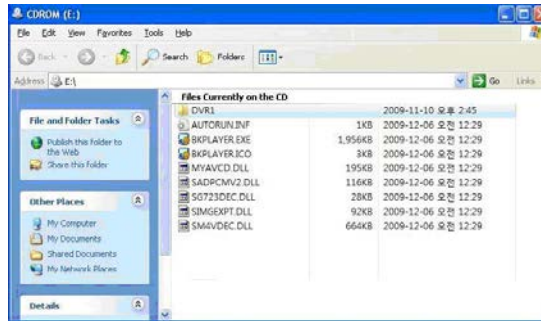 CDROM (E:)
File Edit View Favorites Tools Help
Back Search Folders
Address E:\ Go Links
Files Currently on the CD
DVR1 2009-11-10 오후 2:45
AUTORUN.INF 1KB 2009-12-06 오전 12:29
BKPLAYER.EXE 1,956KB 2009-12-06 오전 12:29
BKPLAYER.ICO 3KB 2009-12-06 오전 12:29
MYAVCD.DLL 195KB 2009-12-06 오전 12:29
SADPCMV2.DLL 116KB 2009-12-06 오전 12:29
SG723DEC.DLL 28KB 2009-12-06 오전 12:29
SIMGEXPT.DLL 92KB 2009-12-06 오전 12:29
SM4VDEC.DLL 664KB 2009-12-06 오전 12:29
File and Folder Tasks
Publish this folder to
the Web
Share this folder
Other Places
My Computer
My Documents
Shared Documents
My Network Places
Details